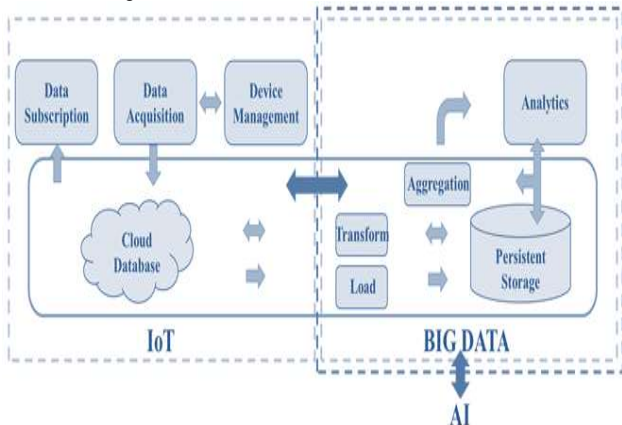 Data
Subscription
Data
Acquisition
Device
Management
Analytics
Aggregation
Cloud
Database
Transform
Load
Persistent
Storage
IoT
BIG DATA
AI